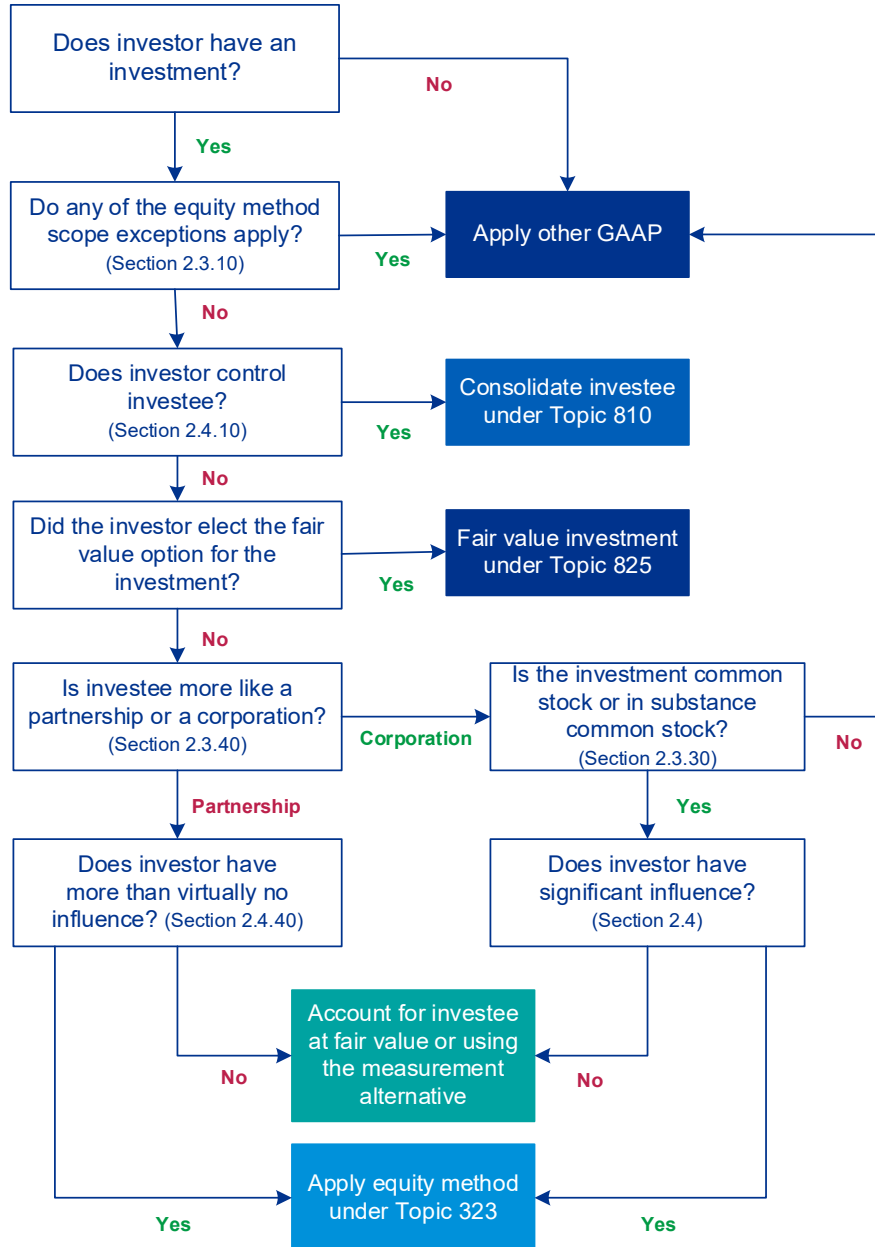 Does investor have an
investment?
No
Yes
Do any of the equity method
scope exceptions apply?
(Section 2.3.10)
Yes
Apply other GAAP
No
Does investor control
investee?
(Section 2.4.10)
Yes
Consolidate investee
under Topic 810
No
Did the investor elect the fair
value option for the
investment?
Yes
Fair value investment
under Topic 825
No
Is investee more like a
partnership or a corporation?
(Section 2.3.40)
Corporation
Is the investment common
stock or in substance
common stock?
(Section 2.3.30)
No
Partnership
Yes
Does investor have
more than virtually no
influence? (Section 2.4.40)
Does investor have
significant influence?
(Section 2.4)
Account for investee
at fair value or using
the measurement
alternative
No
No
Apply equity method
under Topic 323
Yes
Yes